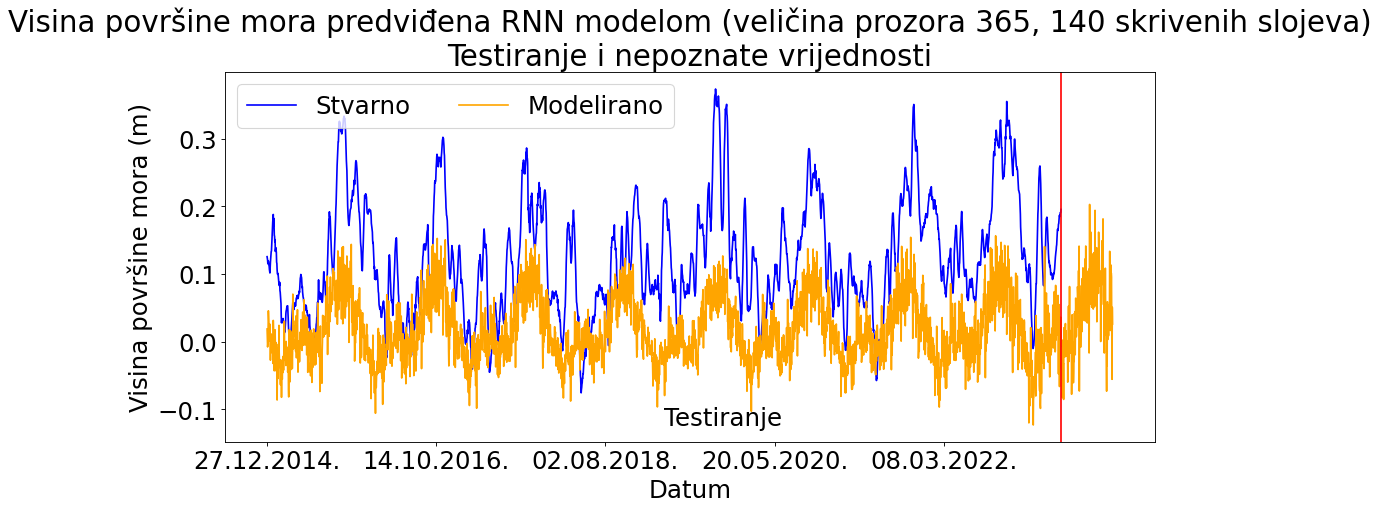 Visina površine mora predviđena RNN modelom (veličina prozora 365, 140 skrivenih slojeva)
Testiranje i nepoznate vrijednosti
Stvarno
Modelirano
Visina površine mora (m)
0.3
0.2
0.1
0.0
−0.1
Testiranje
27.12.2014.
14.10.2016.
02.08.2018.
20.05.2020.
08.03.2022.
Datum